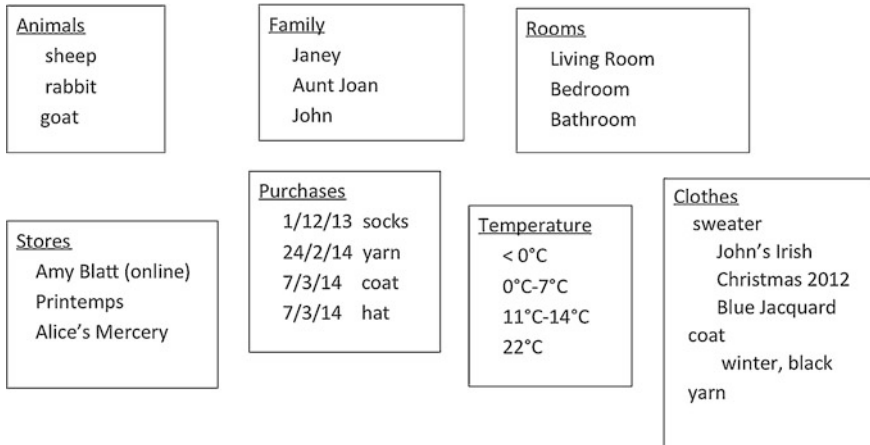 Animals
sheep
rabbit
goat
Family
Janey
Aunt Joan
John
Rooms
Living Room
Bedroom
Bathroom
Stores
Amy Blatt (online)
Printemps
Alice's Mercery
Purchases
1/12/13 socks
24/2/14 yarn
7/3/14 coat
7/3/14 hat
Temperature
< 0°C
0°C-7°C
11°C-14°C
22°C
Clothes
sweater
John's Irish
Christmas 2012
Blue Jacquard
coat
winter, black
yarn